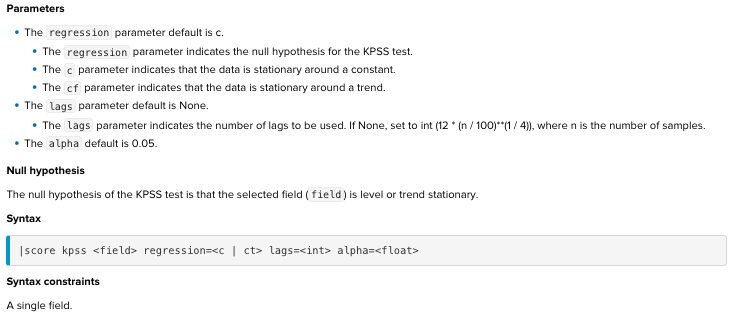 Parameters
The regression parameter default is c.
The regression parameter indicates the null hypothesis for the KPSS test.
The c parameter indicates that the data is stationary around a constant.
The cf parameter indicates that the data is stationary around a trend.
The lags parameter default is None.
The lags parameter indicates the number of lags to be used. If None, set to int (12 * (n / 100)**(1 / 4)), where n is the number of samples.
The alpha default is 0.05.
Null hypothesis
The null hypothesis of the KPSS test is that the selected field ( field ) is level or trend stationary.
Syntax
|score kpss <field> regression=<c | ct> lags=<int> alpha=<float>
Syntax constraints
A single field.